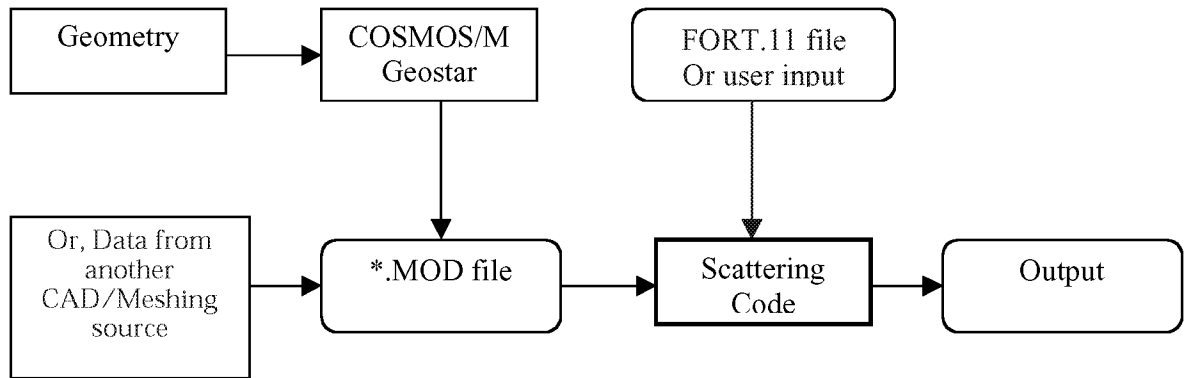 Geometry
COSMOS/M
Geostar
FORT.11 file
Or user input
Or, Data from
another
CAD/Meshing
source
*.MOD file
Scattering
Code
Output